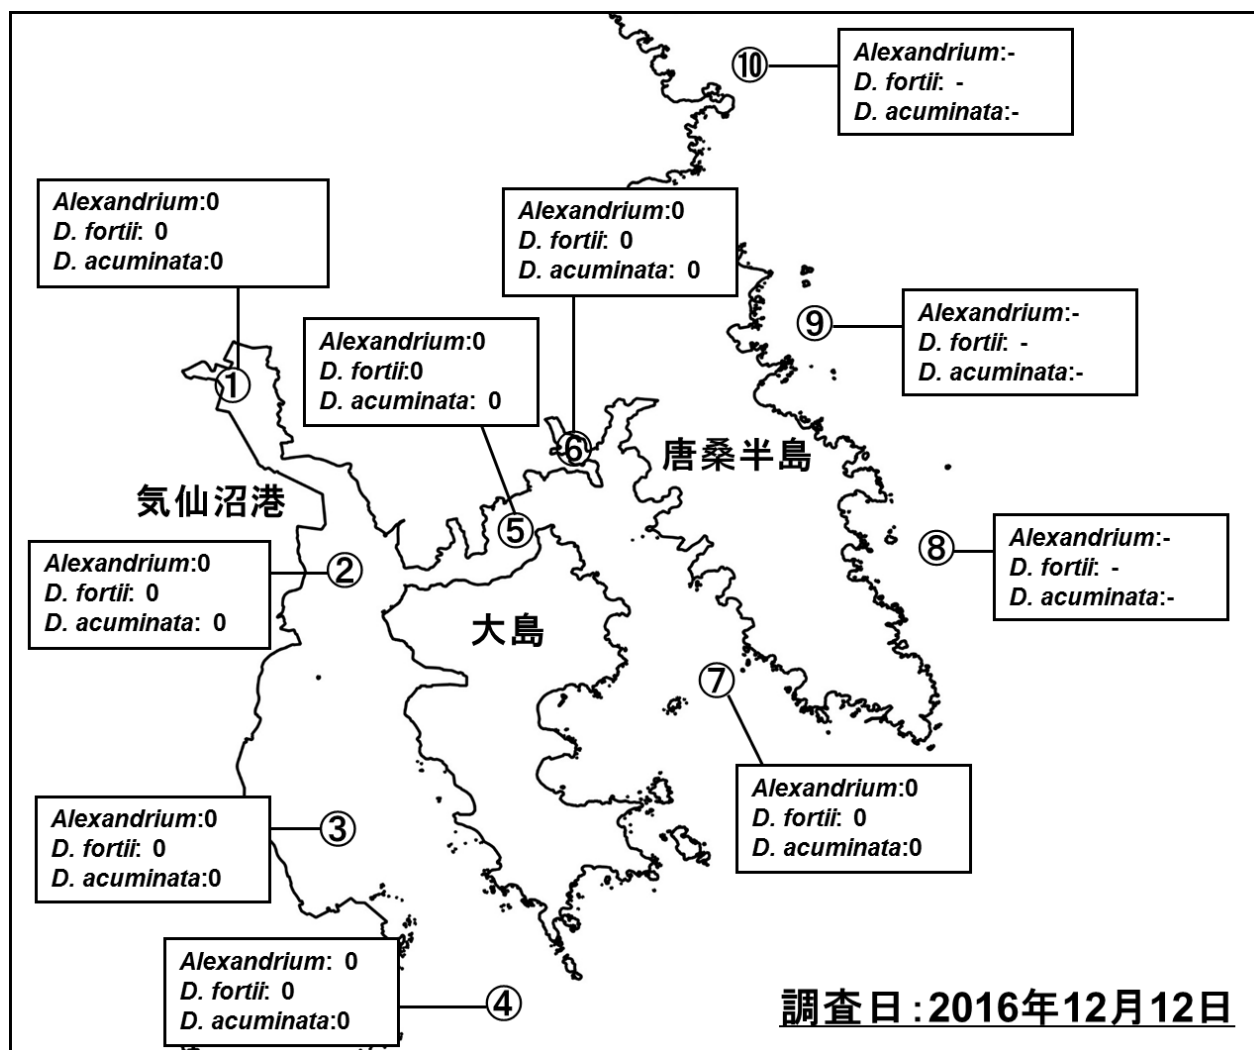 ⑩
Alexandrium:-
D. fortii: -
D. acuminata:-
Alexandrium:0
D. fortii: 0
D. acuminata:0
Alexandrium:0
D. fortii: 0
D. acuminata: 0
⑨
Alexandrium:-
D. fortii: -
D. acuminata:-
Alexandrium:0
D. fortii:0
D. acuminata: 0
①
⑥
唐桑半島
気仙沼港
⑤
⑧
Alexandrium:-
D. fortii: -
D. acuminata:-
②
Alexandrium:0
D. fortii: 0
D. acuminata: 0
大島
⑦
Alexandrium:0
D. fortii: 0
D. acuminata:0
③
Alexandrium:0
D. fortii: 0
D. acuminata:0
Alexandrium: 0
D. fortii: 0
D. acuminata:0
④
調査日:2016年12月12日